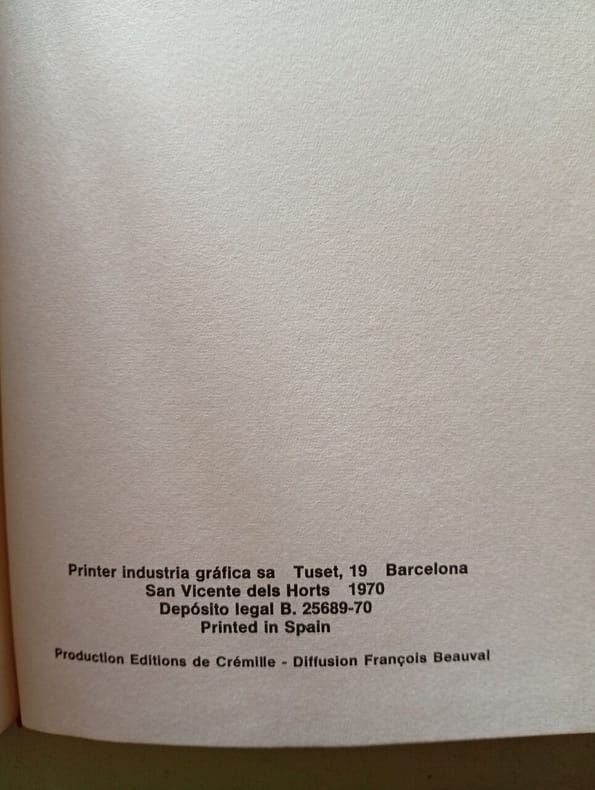 Printer industria gráfica sa Tuset, 19 Barcelona
San Vicente dels Horts 1970
Depósito legal B. 25689-70
Printed in Spain
Production Editions de Crémille - Diffusion François Beauval